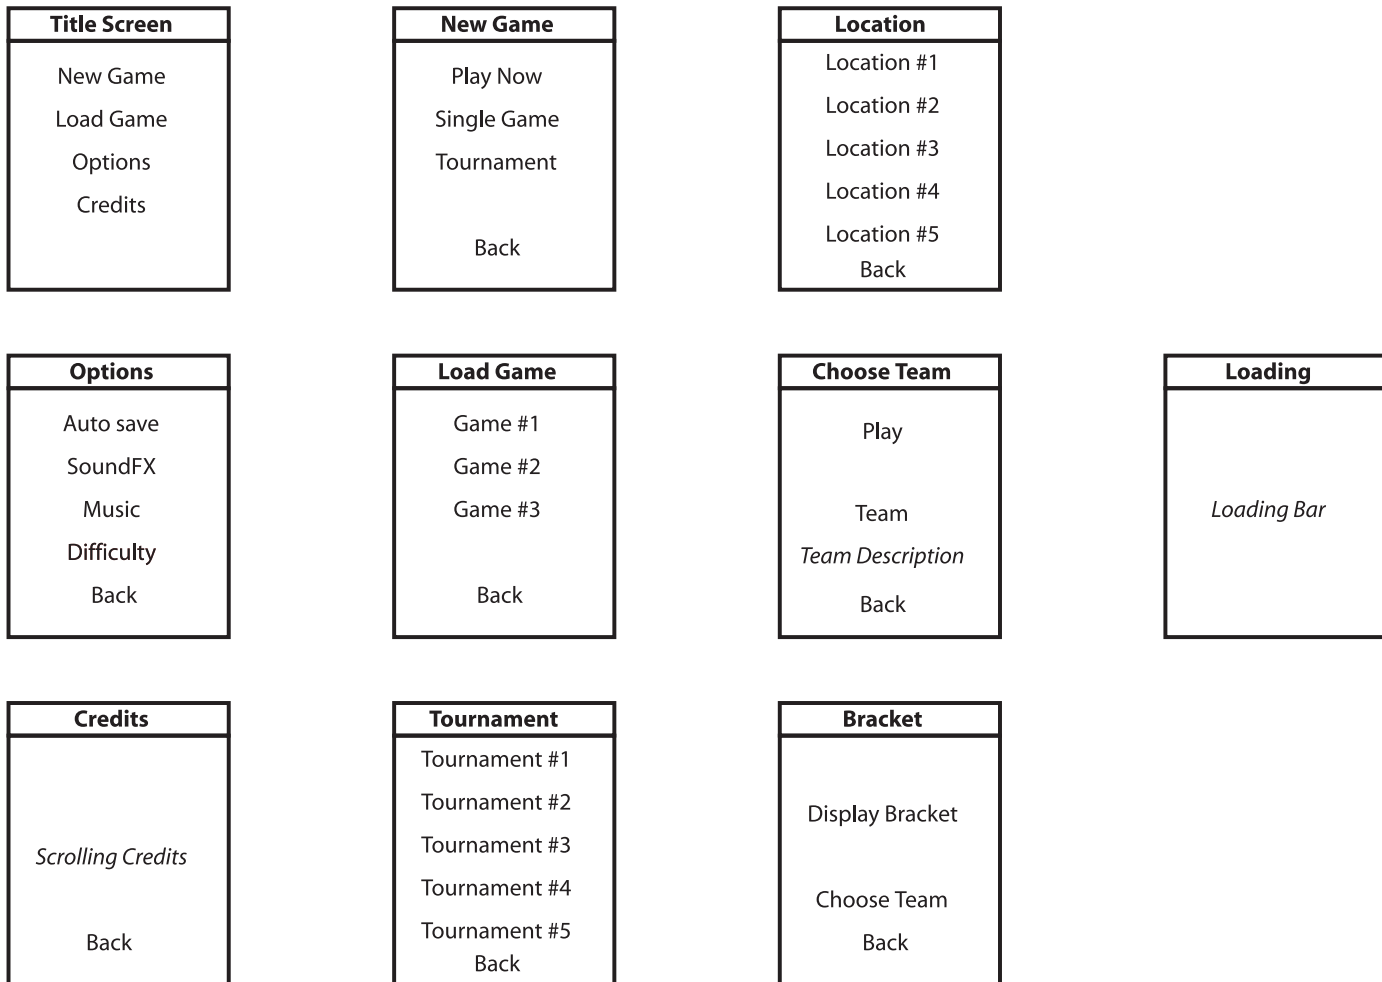 Title Screen
New Game
Load Game
Options
Credits
New Game
Play Now
Single Game
Tournament
Back
Location
Location #1
Location #2
Location #3
Location #4
Location #5
Back
Options
Auto save
SoundFX
Music
Difficulty
Back
Load Game
Game #1
Game #2
Game #3
Back
Choose Team
Play
Team
Team Description
Back
Loading
Loading Bar
Credits
Scrolling Credits
Back
Tournament
Tournament #1
Tournament #2
Tournament #3
Tournament #4
Tournament #5
Back
Bracket
Display Bracket
Choose Team
Back